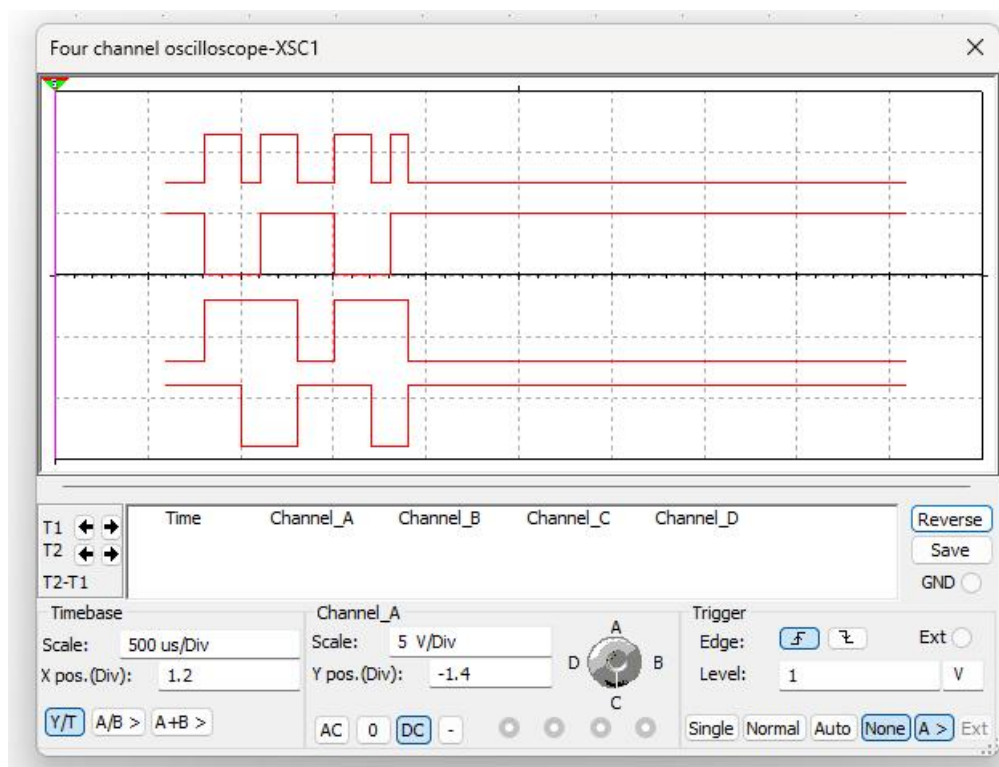 Four channel oscilloscope-XSC1
Time Channel_A Channel_B Channel_C Channel_D
T1
T2
T2-T1
Reverse
Save
GND
Timebase
Scale: 500 us/Div
X pos.(Div): 1.2
Y/T A/B > A+B >
Channel_A
Scale: 5 V/Div
Y pos.(Div): -1.4
AC 0 DC -
A
D B
C
Trigger
Edge: Ext
Level: 1 V
Single Normal Auto None A > Ext